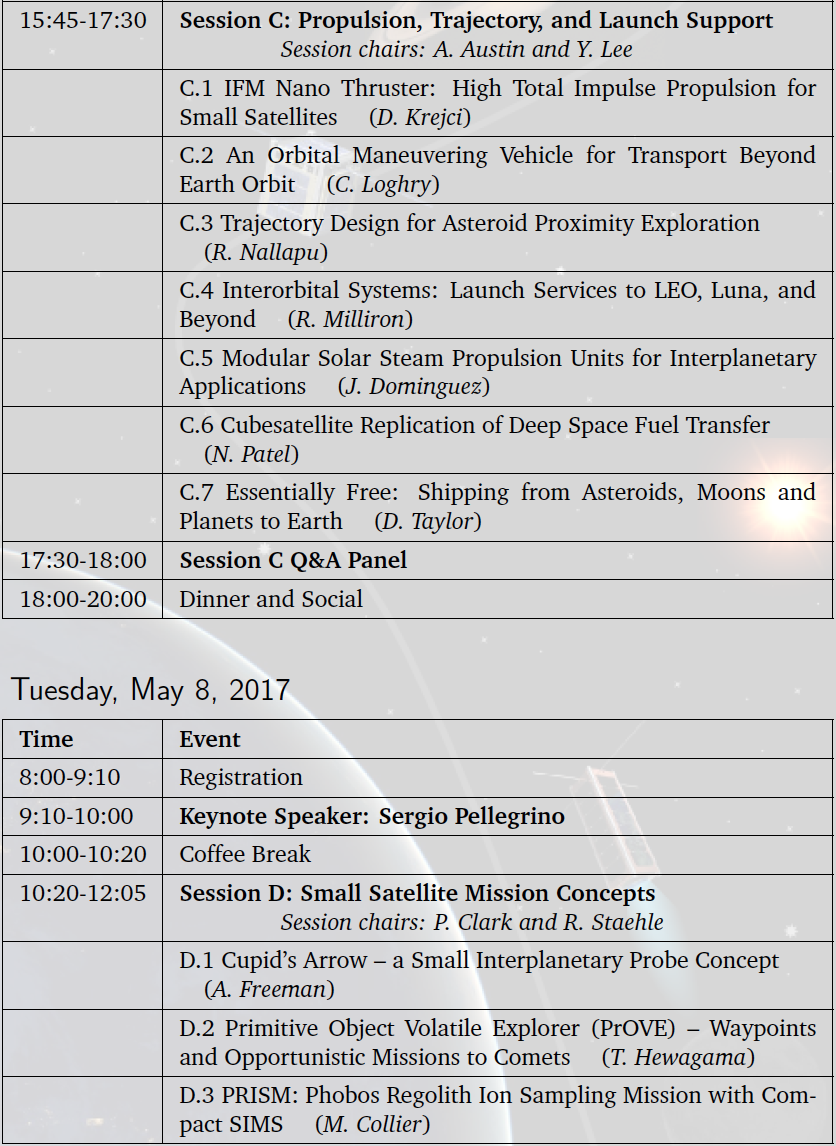 15:45-17:30 Session C: Propulsion, Trajectory, and Launch Support
Session chairs: A. Austin and Y. Lee
C.1 IFM Nano Thruster: High Total Impulse Propulsion for
Small Satellites (D. Krejci)
C.2 An Orbital Maneuvering Vehicle for Transport Beyond
Earth Orbit (C. Loghry)
C.3 Trajectory Design for Asteroid Proximity Exploration
(R. Nallapu)
C.4 Interorbital Systems: Launch Services to LEO, Luna, and
Beyond (R. Milliron)
C.5 Modular Solar Steam Propulsion Units for Interplanetary
Applications (J. Dominguez)
C.6 Cubesatellite Replication of Deep Space Fuel Transfer
(N. Patel)
C.7 Essentially Free: Shipping from Asteroids, Moons and
Planets to Earth (D. Taylor)
17:30-18:00 Session C Q&A Panel
18:00-20:00 Dinner and Social
Tuesday, May 8, 2017
Time Event
8:00-9:10 Registration
9:10-10:00 Keynote Speaker: Sergio Pellegrino
10:00-10:20 Coffee Break
10:20-12:05 Session D: Small Satellite Mission Concepts
Session chairs: P. Clark and R. Staehle
D.1 Cupid's Arrow – a Small Interplanetary Probe Concept
(A. Freeman)
D.2 Primitive Object Volatile Explorer (PrOVE) – Waypoints
and Opportunistic Missions to Comets (T. Hewagama)
D.3 PRISM: Phobos Regolith Ion Sampling Mission with Com-
pact SIMS (M. Collier)